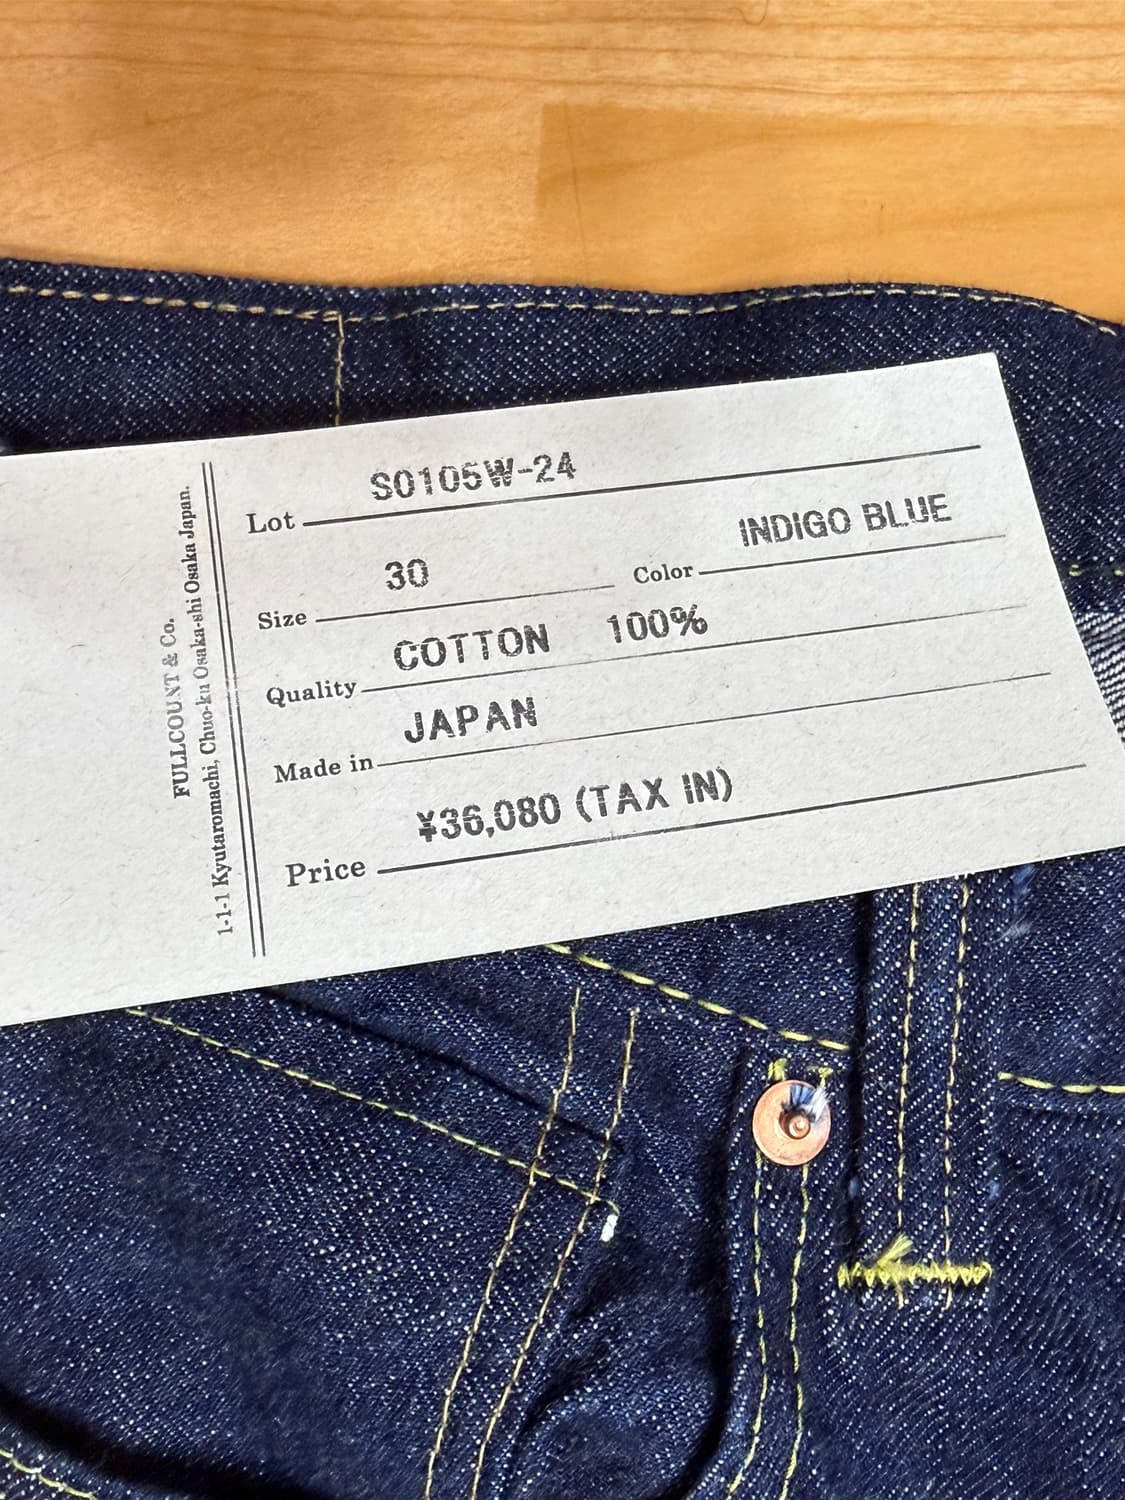 FULLCOUNT & Co.
1-1-1 Kyutaromachi, Chuo-ku Osaka-shi Osaka Japan.
Lot S0105W-24
Size 30 Color INDIGO BLUE
Quality COTTON 100%
Made in JAPAN
Price ¥36,080 (TAX IN)